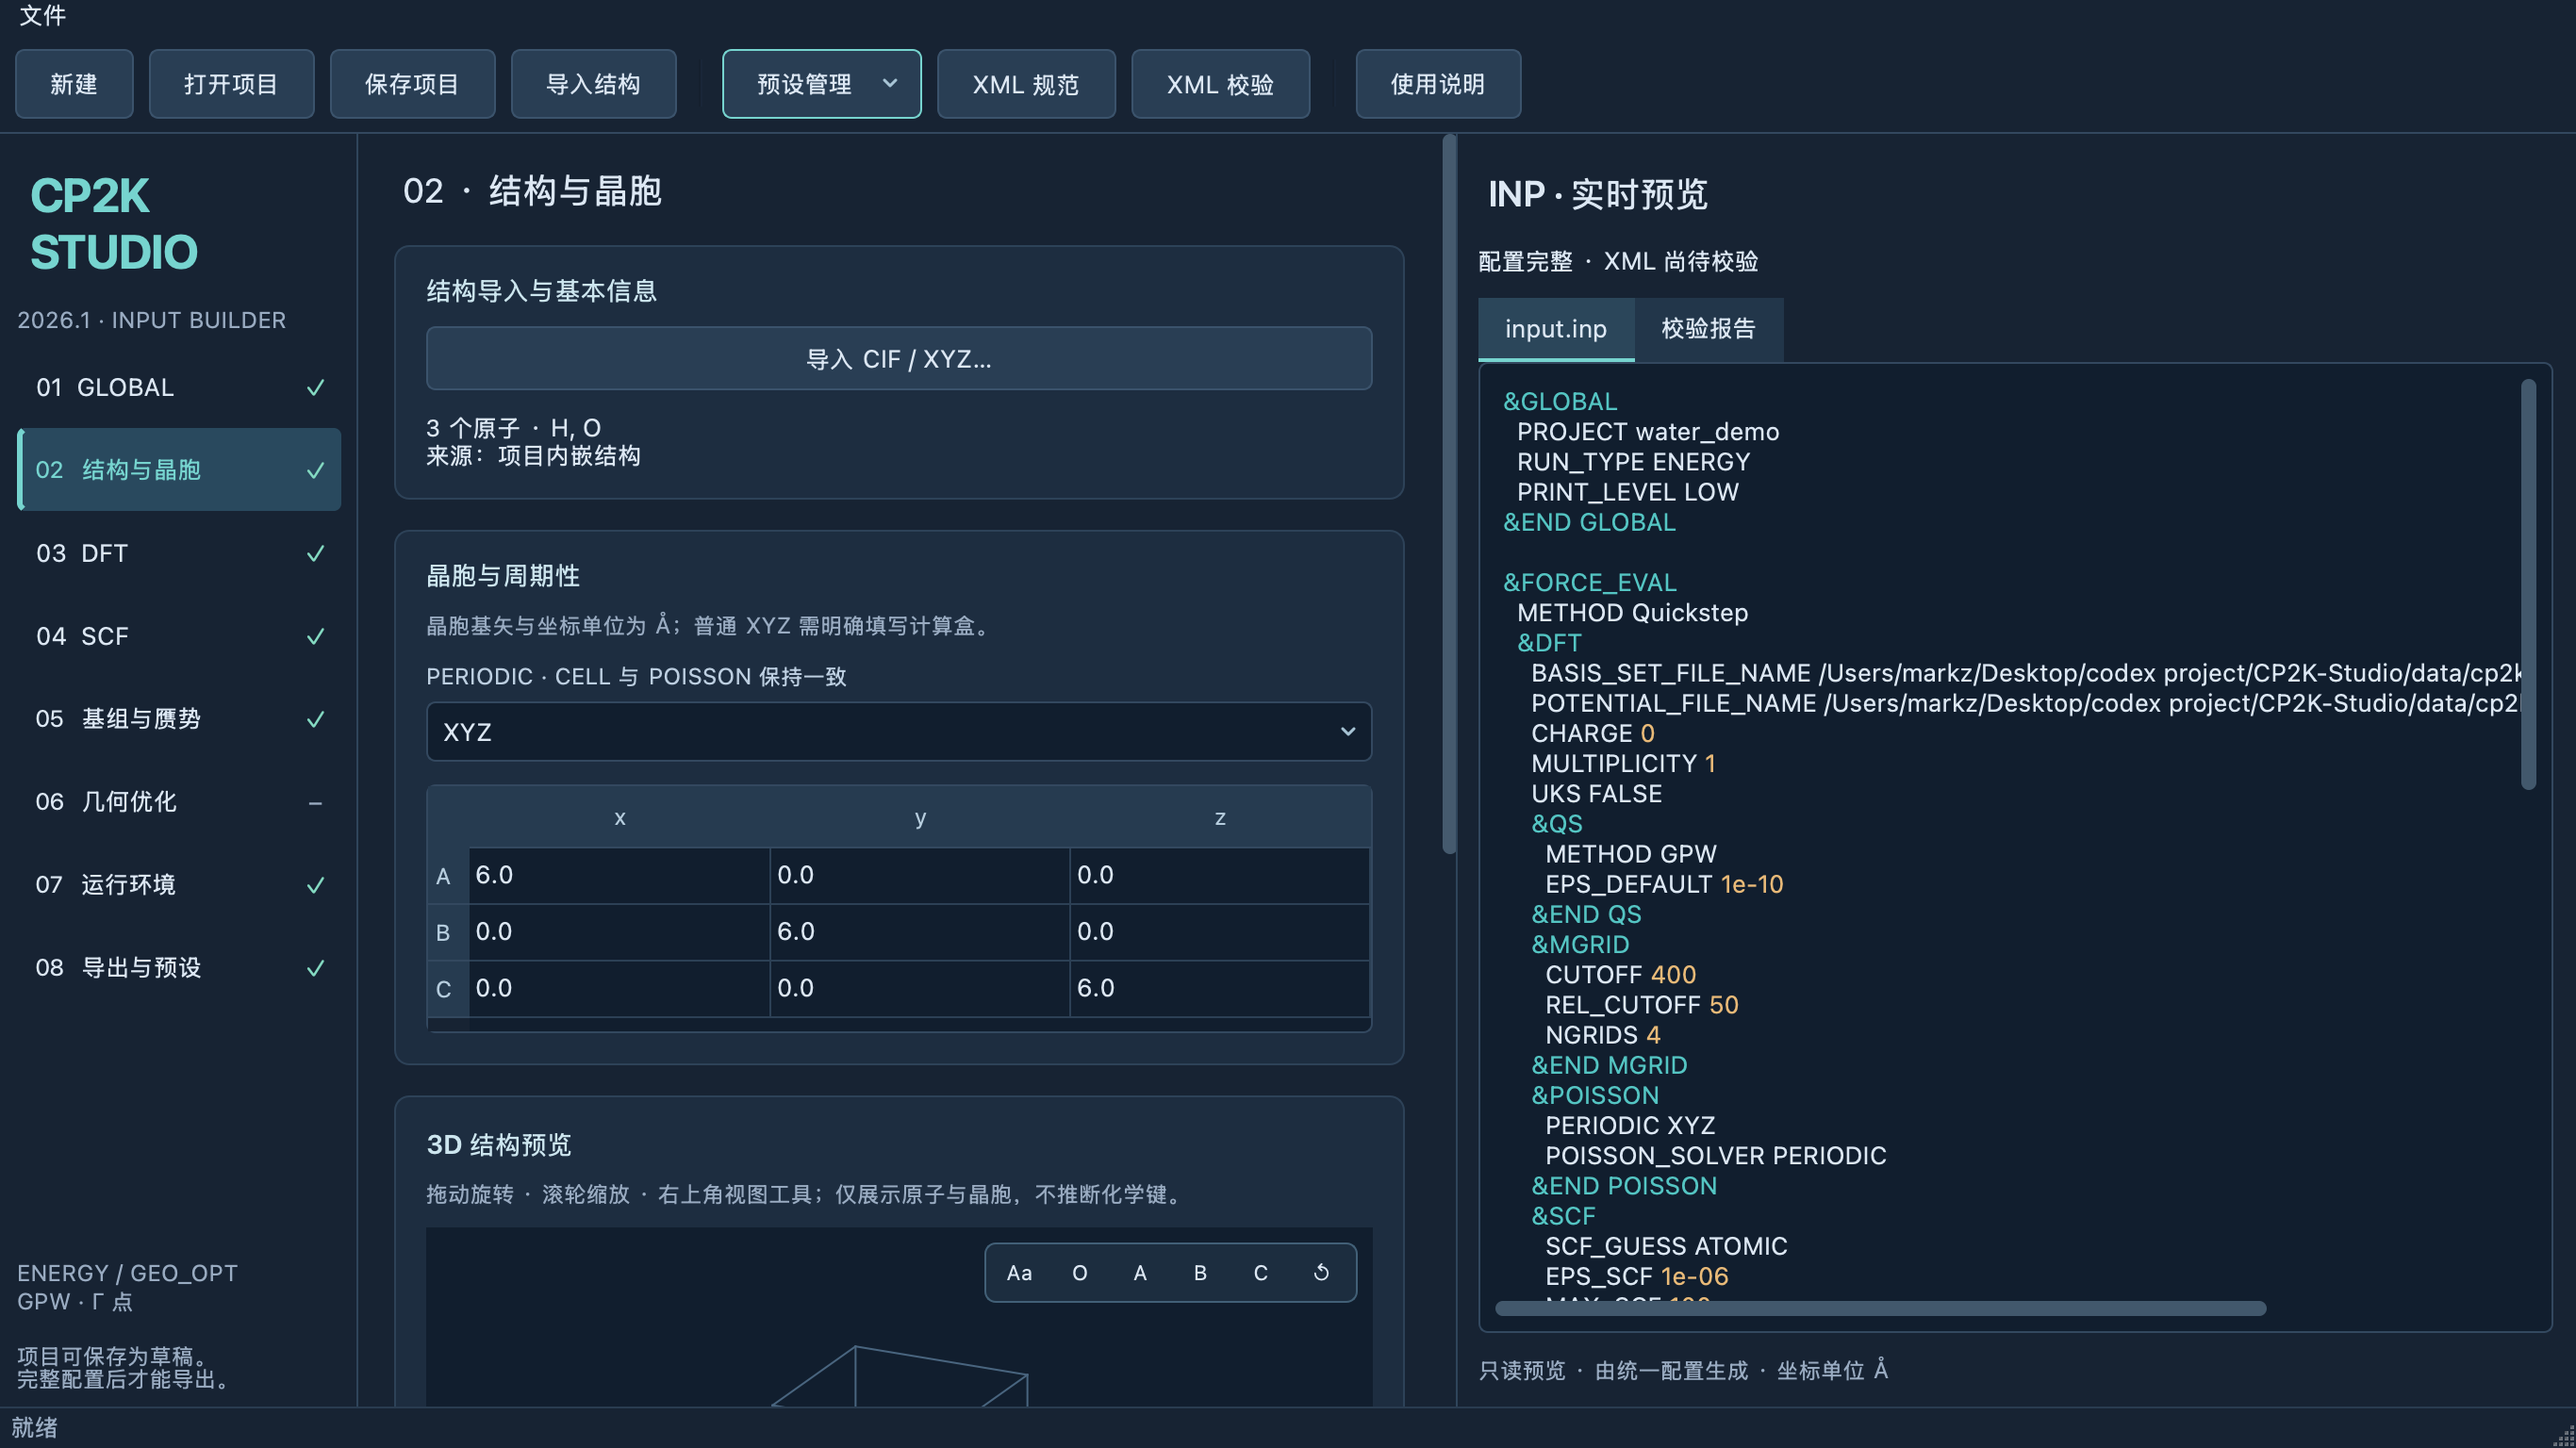 文件
新建
打开项目
保存项目
导入结构
预设管理
XML 规范
XML 校验
使用说明
CP2K
STUDIO
2026.1 · INPUT BUILDER
01 GLOBAL ✓
02 结构与晶胞 ✓
03 DFT ✓
04 SCF ✓
05 基组与赝势 ✓
06 几何优化 –
07 运行环境 ✓
08 导出与预设 ✓
ENERGY / GEO_OPT
GPW · Γ 点
项目可保存为草稿。
完整配置后才能导出。
02 · 结构与晶胞
结构导入与基本信息
导入 CIF / XYZ...
3 个原子 · H, O
来源：项目内嵌结构
晶胞与周期性
晶胞基矢与坐标单位为 Å；普通 XYZ 需明确填写计算盒。
PERIODIC · CELL 与 POISSON 保持一致
XYZ
x y z
A 6.0 0.0 0.0
B 0.0 6.0 0.0
C 0.0 0.0 6.0
3D 结构预览
拖动旋转 · 滚轮缩放 · 右上角视图工具；仅展示原子与晶胞，不推断化学键。
Aa O A B C
INP · 实时预览
配置完整 · XML 尚待校验
input.inp
校验报告
&GLOBAL
PROJECT water_demo
RUN_TYPE ENERGY
PRINT_LEVEL LOW
&END GLOBAL
&FORCE_EVAL
METHOD Quickstep
&DFT
BASIS_SET_FILE_NAME /Users/markz/Desktop/codex project/CP2K-Studio/data/cp2k
POTENTIAL_FILE_NAME /Users/markz/Desktop/codex project/CP2K-Studio/data/cp2
CHARGE 0
MULTIPLICITY 1
UKS FALSE
&QS
METHOD GPW
EPS_DEFAULT 1e-10
&END QS
&MGRID
CUTOFF 400
REL_CUTOFF 50
NGRIDS 4
&END MGRID
&POISSON
PERIODIC XYZ
POISSON_SOLVER PERIODIC
&END POISSON
&SCF
SCF_GUESS ATOMIC
EPS_SCF 1e-06
只读预览 · 由统一配置生成 · 坐标单位 Å
就绪